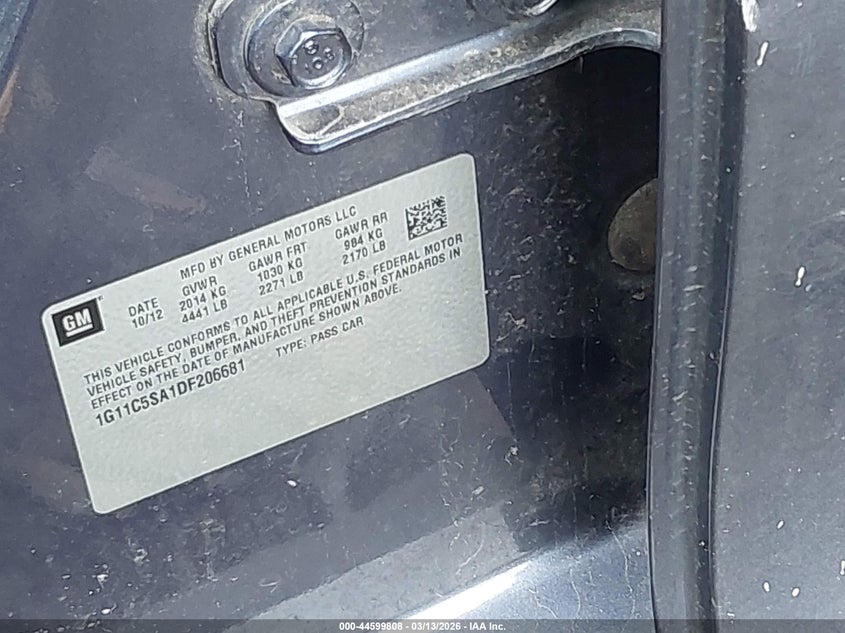 GM
MFD BY GENERAL MOTORS LLC
DATE GVWR GAWR FRT GAWR RR
10/12 2014 KG 1030 KG 984 KG
4441 LB 2271 LB 2170 LB
THIS VEHICLE CONFORMS TO ALL APPLICABLE U.S. FEDERAL MOTOR
VEHICLE SAFETY, BUMPER, AND THEFT PREVENTION STANDARDS IN
EFFECT ON THE DATE OF MANUFACTURE SHOWN ABOVE.
1G11C5SA1DF206681 TYPE: PASS CAR
000-44599808 - 03/13/2026 - IAA Inc.